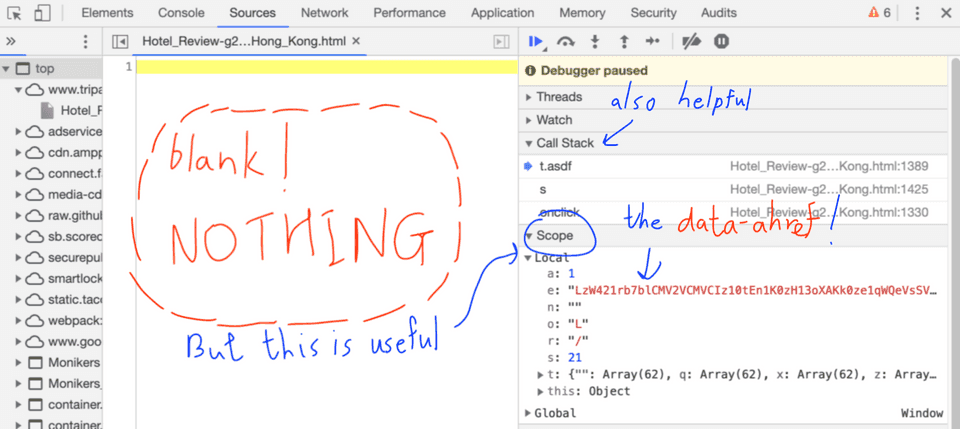 Elements Console Sources Network Performance Application Memory Security Audits 6
» Hotel_Review-g2...Hong_Kong.html ×
top
www.tripa
Hotel_R
adservice
cdn.ampp
connect.f
media-cd
raw.githu
sb.scorec
securepul
smartlock
static.taco
webpack:
www.goo
Monikers
Monikers_
container.
container.
1
blank!
NOTHING
But this is useful
Debugger paused
Threads
also helpful
Watch
Call Stack
t.asdf Hotel_Review-g2...Kong.html:1389
s Hotel_Review-g2...Kong.html:1425
onclick Hotel_Review-g2...Kong.html:1330
the data-ahref!
Scope
Local
a: 1
e: "LzW421rb7blCMV2VCMVCIz10tEn1K0zH13oXAKk0ze1qWQeVsSV...
n: ""
o: "L"
r: "/"
s: 21
t: {"": Array(62), q: Array(62), x: Array(62), z: Array...
this: Object
Global Window